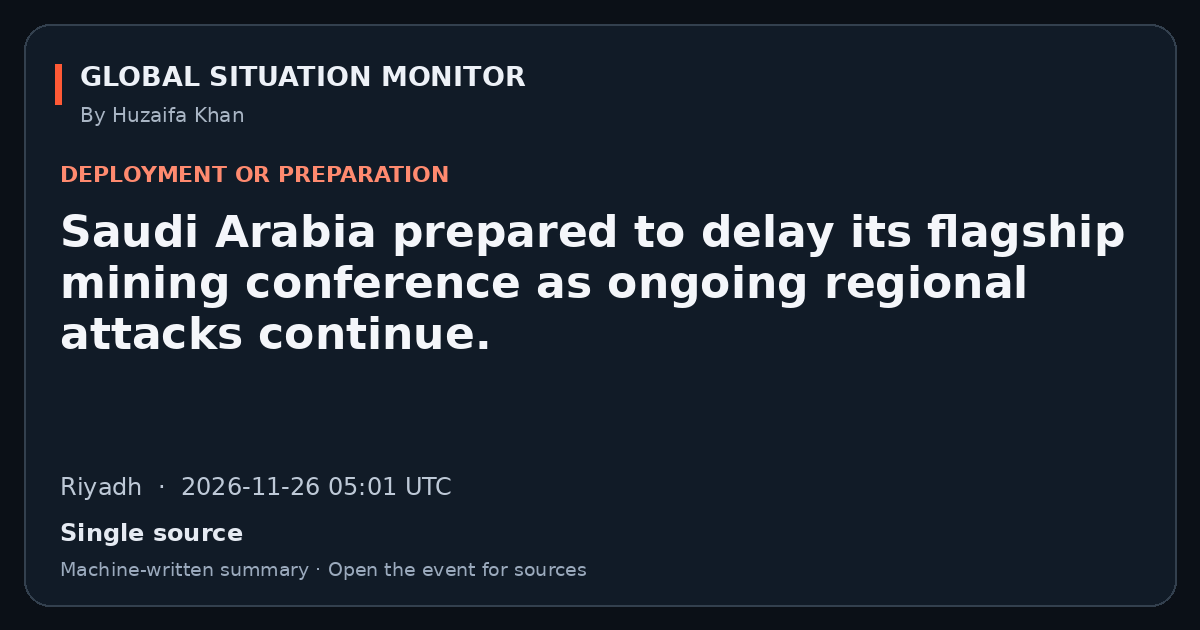 GLOBAL SITUATION MONITOR
By Huzaifa Khan
DEPLOYMENT OR PREPARATION
Saudi Arabia prepared to delay its flagship
mining conference as ongoing regional
attacks continue.
Riyadh · 2026-11-26 05:01 UTC
Single source
Machine-written summary · Open the event for sources